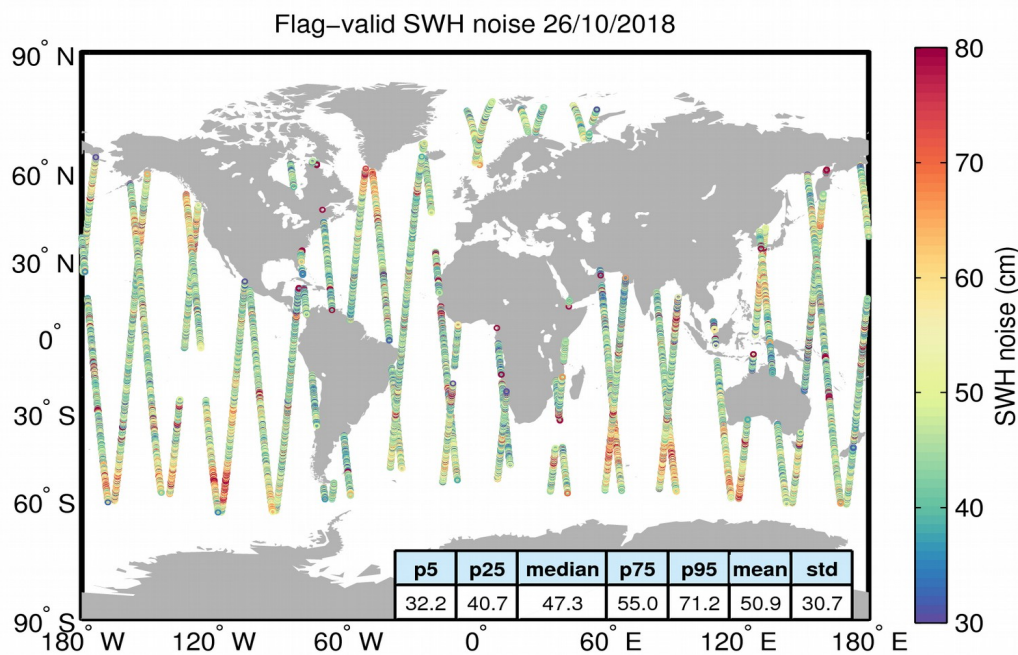 Flag−valid SWH noise 26/10/2018
90° N
60° N
30° N
0°
30° S
60° S
90° S
180° W
120° W
60° W
0°
60° E
120° E
180° E
80
70
60
50
40
30
SWH noise (cm)
p5 p25 median p75 p95 mean std
32.2 40.7 47.3 55.0 71.2 50.9 30.7